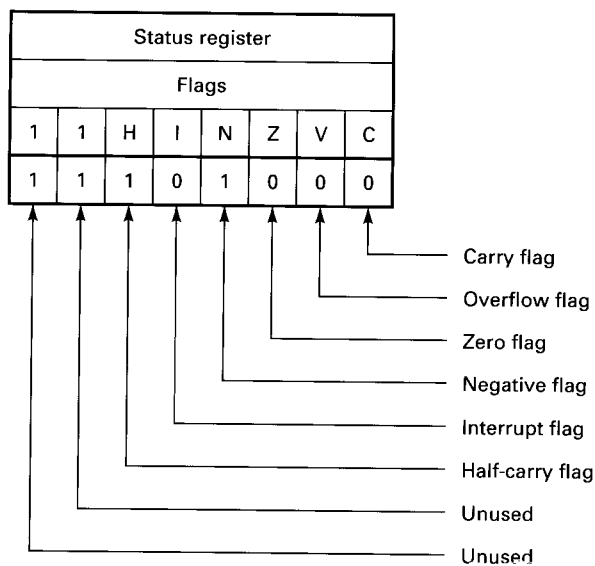 Status register
Flags
1 1 H I N Z V C
1 1 1 0 1 0 0 0
Carry flag
Overflow flag
Zero flag
Negative flag
Interrupt flag
Half-carry flag
Unused
Unused